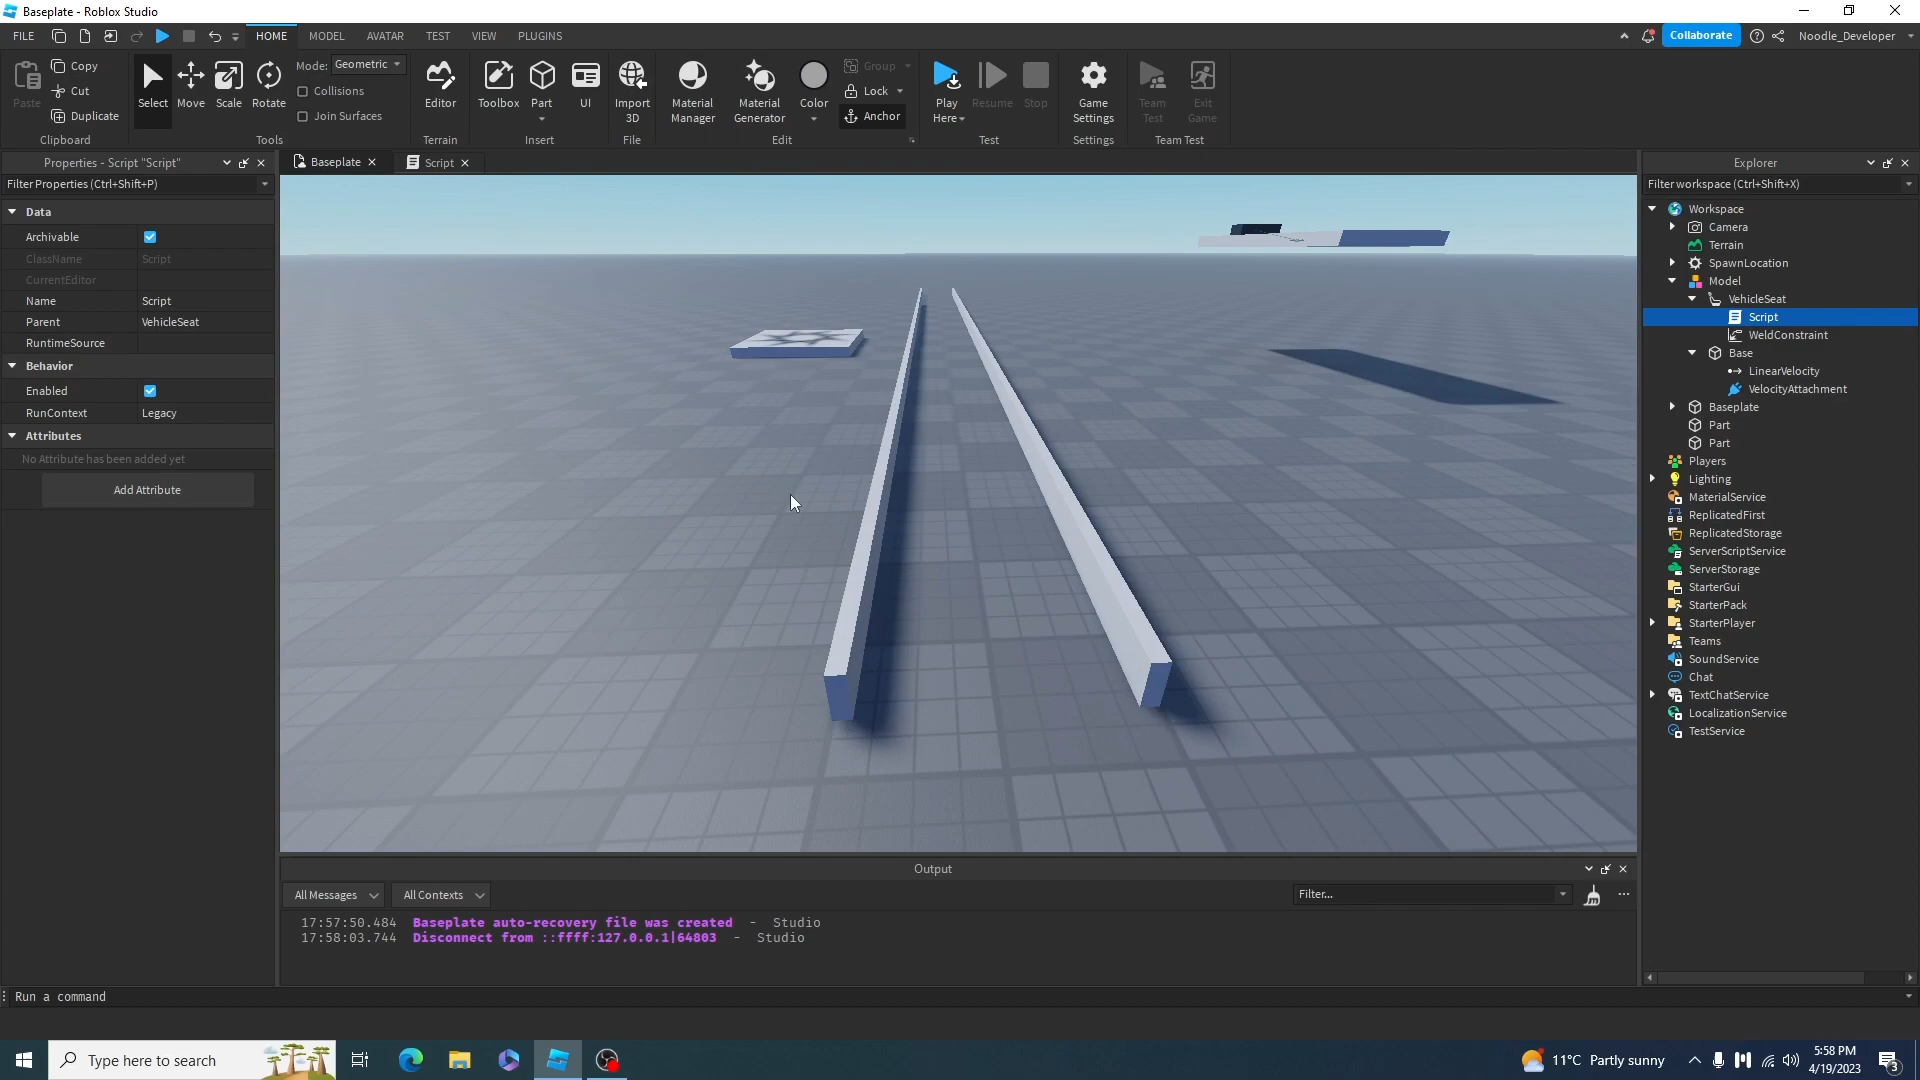 Baseplate - Roblox Studio
FILE HOME MODEL AVATAR TEST VIEW PLUGINS Collaborate Noodle_Developer
Paste Copy Cut Duplicate Clipboard
Select Move Scale Rotate Mode: Geometric Collisions Join Surfaces Tools
Editor Terrain
Toolbox Part UI Insert
Import 3D File
Material Manager Material Generator Color Group Lock Anchor Edit
Play Here Resume Stop Test
Game Settings Settings
Team Test Exit Game Team Test
Properties - Script "Script"
Filter Properties (Ctrl+Shift+P)
Data
Archivable
ClassName Script
CurrentEditor
Name Script
Parent VehicleSeat
RuntimeSource
Behavior
Enabled
RunContext Legacy
Attributes
No Attribute has been added yet
Add Attribute
Baseplate Script
Explorer
Filter workspace (Ctrl+Shift+X)
Workspace
Camera
Terrain
SpawnLocation
Model
VehicleSeat
Script
WeldConstraint
Base
LinearVelocity
VelocityAttachment
Baseplate
Part
Part
Players
Lighting
MaterialService
ReplicatedFirst
ReplicatedStorage
ServerScriptService
ServerStorage
StarterGui
StarterPack
StarterPlayer
Teams
SoundService
Chat
TextChatService
LocalizationService
TestService
Output
All Messages All Contexts Filter...
17:57:50.484 Baseplate auto-recovery file was created - Studio
17:58:03.744 Disconnect from ::ffff:127.0.0.1|64803 - Studio
Run a command
Type here to search
11°C Partly sunny
5:58 PM
4/19/2023
3